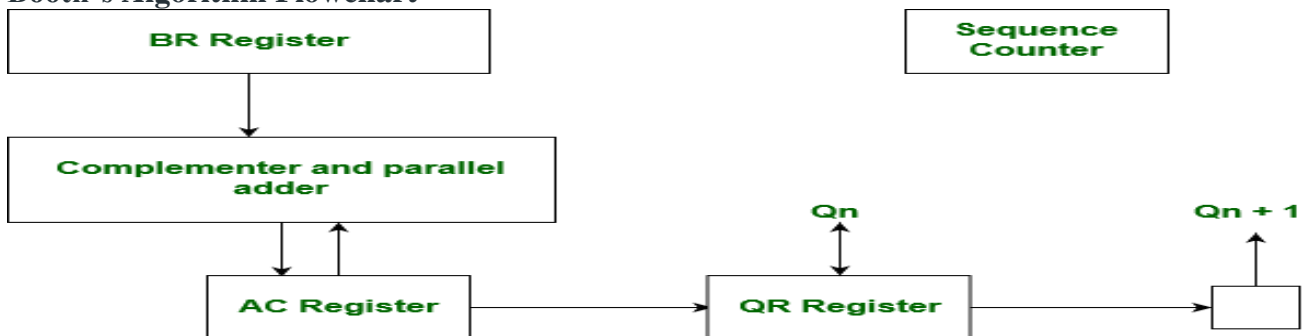 Booth's Algorithm Flowchart
BR Register
Sequence
Counter
Complementer and parallel
adder
Qn
Qn + 1
AC Register
QR Register